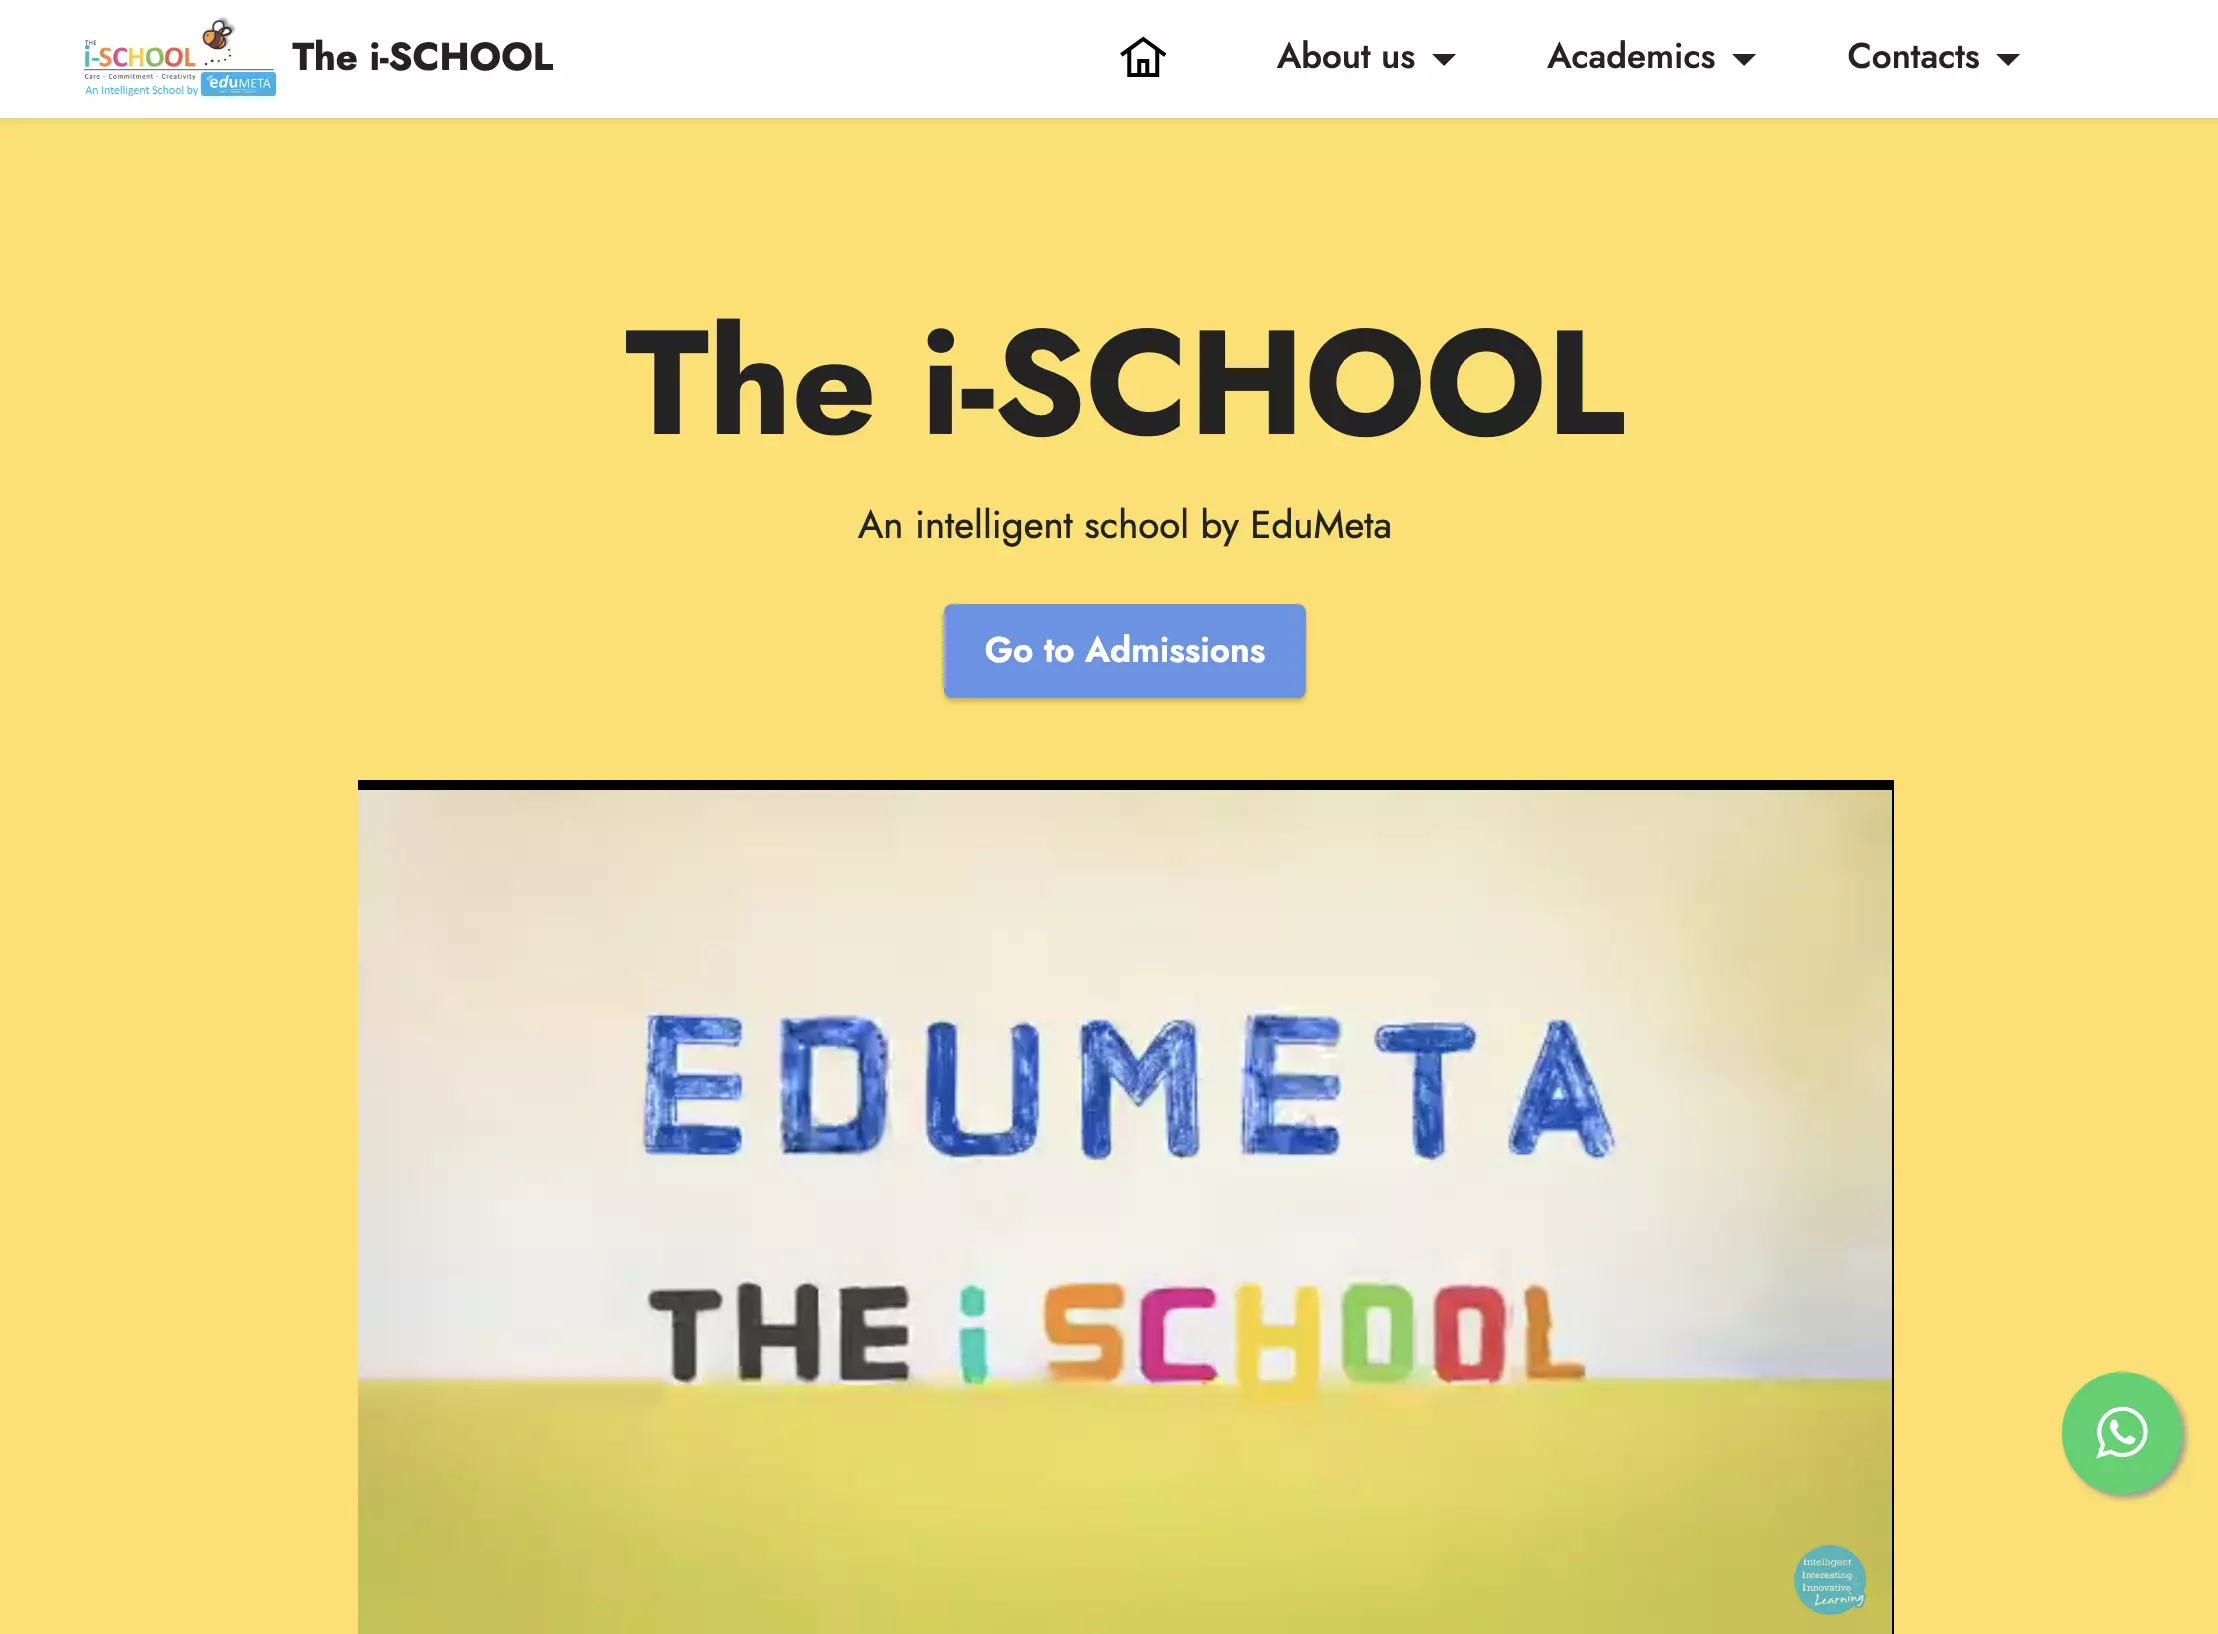 THE
i-SCHOOL
Care - Commitment - Creativity
An Intelligent School by eduMETA
The i-SCHOOL
About us
Academics
Contacts
The i-SCHOOL
An intelligent school by EduMeta
Go to Admissions
EDUMETA
THE i SCHOOL
Intelligent
Interesting
Innovative
Learning